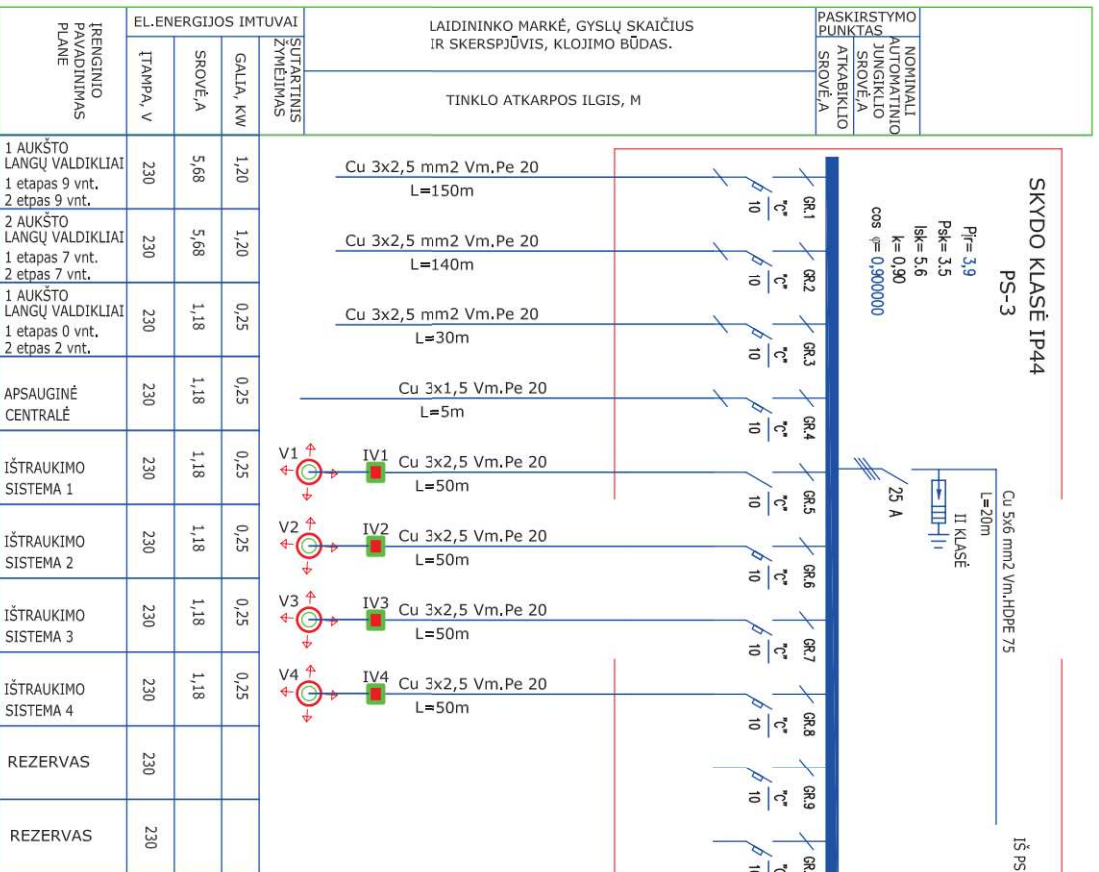 ĮRENGINIO
PAVADINIMAS
PLANE
EL.ENERGIJOS IMTUVAI
ĮTAMPA, V
SROVĖ,A
GALIA, KW
SUTARTINIS
ŽYMĖJIMAS
LAIDININKO MARKĖ, GYSLŲ SKAIČIUS
IR SKERSPJŪVIS, KLOJIMO BŪDAS.
TINKLO ATKARPOS ILGIS, M
PASKIRSTYMO
PUNKTAS
NOMINALI
AUTOMATINIO
JUNGIKLIO
SROVĖ,A
ATKABIKLIO
SROVĖ,A
1 AUKŠTO
LANGŲ VALDIKLIAI
1 etapas 9 vnt.
2 etpas 9 vnt.
230
5,68
1,20
Cu 3x2,5 mm2 Vm.Pe 20
L=150m
10
"C"
GR.1
2 AUKŠTO
LANGŲ VALDIKLIAI
1 etapas 7 vnt.
2 etpas 7 vnt.
230
5,68
1,20
Cu 3x2,5 mm2 Vm.Pe 20
L=140m
10
"C"
GR.2
1 AUKŠTO
LANGŲ VALDIKLIAI
1 etapas 0 vnt.
2 etpas 2 vnt.
230
1,18
0,25
Cu 3x2,5 mm2 Vm.Pe 20
L=30m
10
"C"
GR.3
APSAUGINĖ
CENTRALĖ
230
1,18
0,25
Cu 3x1,5 Vm.Pe 20
L=5m
10
"C"
GR.4
IŠTRAUKIMO
SISTEMA 1
230
1,18
0,25
V1
IV1
Cu 3x2,5 Vm.Pe 20
L=50m
10
"C"
GR.5
IŠTRAUKIMO
SISTEMA 2
230
1,18
0,25
V2
IV2
Cu 3x2,5 Vm.Pe 20
L=50m
10
"C"
GR.6
IŠTRAUKIMO
SISTEMA 3
230
1,18
0,25
V3
IV3
Cu 3x2,5 Vm.Pe 20
L=50m
10
"C"
GR.7
IŠTRAUKIMO
SISTEMA 4
230
1,18
0,25
V4
IV4
Cu 3x2,5 Vm.Pe 20
L=50m
10
"C"
GR.8
REZERVAS
230
10
"C"
GR.9
REZERVAS
230
SKYDO KLASĖ IP44
PS-3
Pįr= 3,9
Psk= 3,5
Isk= 5,6
k= 0,90
cos φ= 0,900000
25 A
II KLASĖ
Cu 5x6 mm2 Vm.HDPE 75
L=20m
IŠ PS